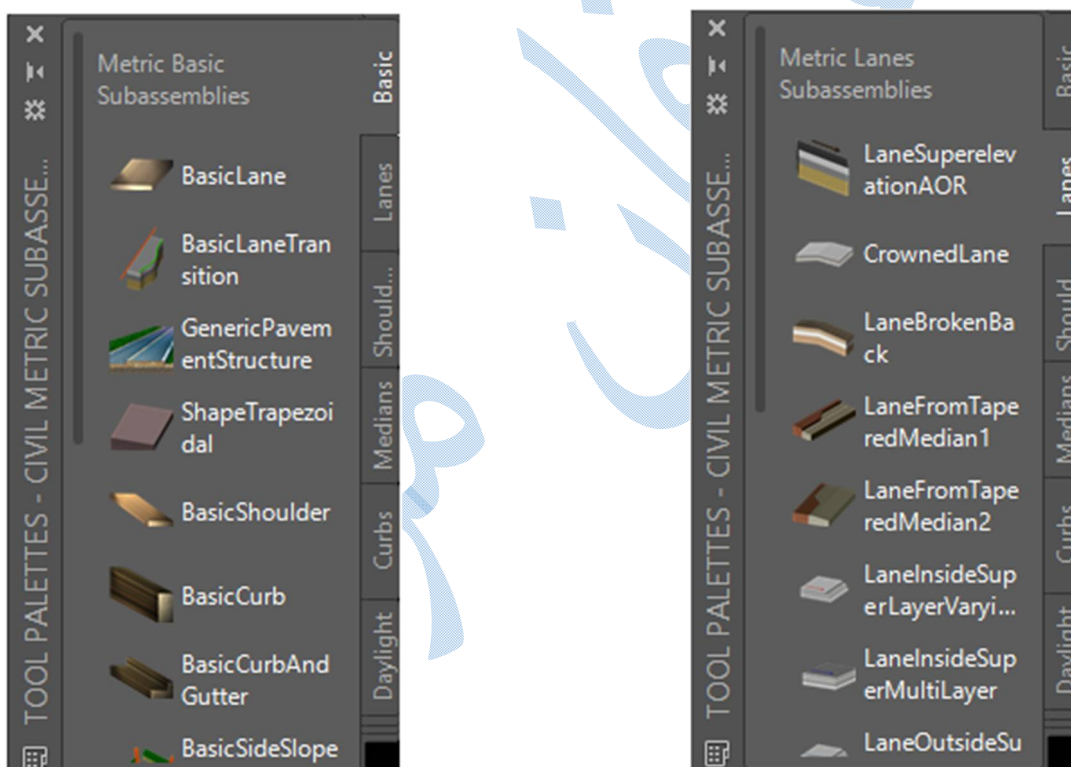 TOOL PALETTES - CIVIL METRIC SUBASSE...
Metric Basic
Subassemblies
BasicLane
BasicLaneTran
sition
GenericPavem
entStructure
ShapeTrapezoi
dal
BasicShoulder
BasicCurb
BasicCurbAnd
Gutter
BasicSideSlope
Basic
Lanes
Should...
Medians
Curbs
Daylight
TOOL PALETTES - CIVIL METRIC SUBASSE...
Metric Lanes
Subassemblies
LaneSuperelev
ationAOR
CrownedLane
LaneBrokenBa
ck
LaneFromTape
redMedian1
LaneFromTape
redMedian2
LaneInsideSup
erLayerVaryi...
LaneInsideSup
erMultiLayer
LaneOutsideSu
Basic
Lanes
Should...
Medians
Curbs
Daylight